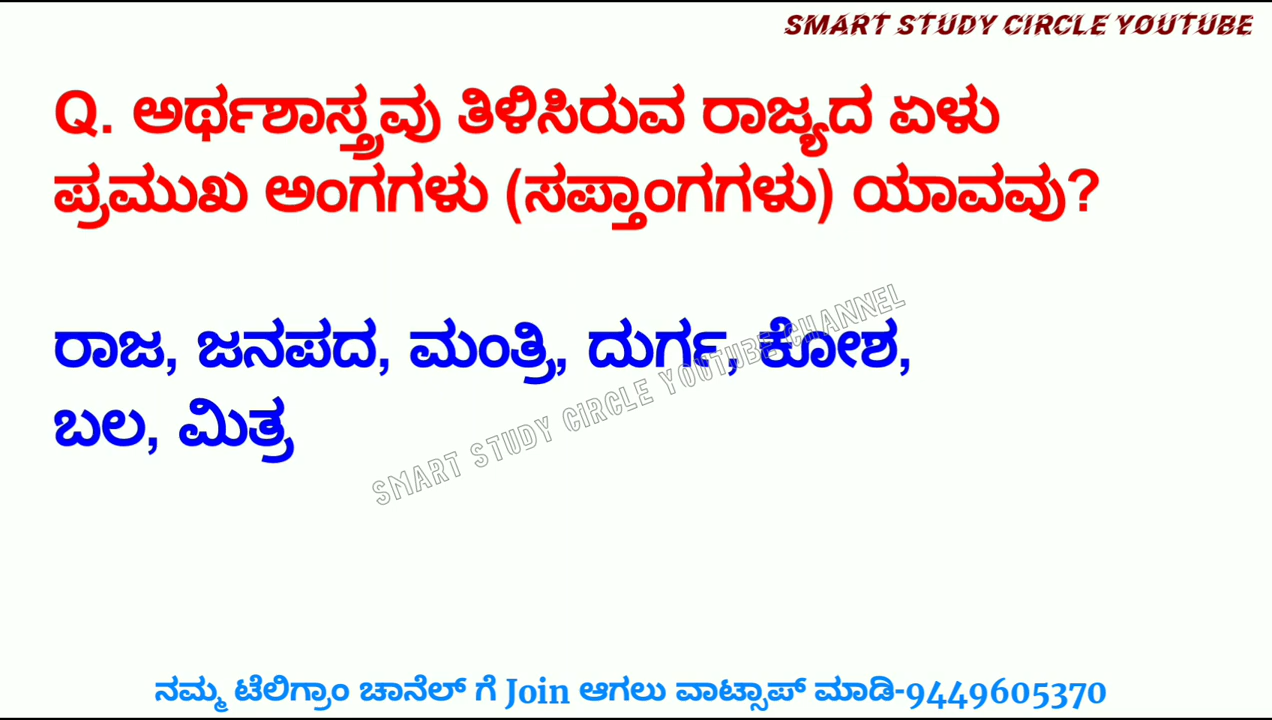 SMART STUDY CIRCLE YOUTUBE
Q. ಅರ್ಥಶಾಸ್ತ್ರವು ತಿಳಿಸಿರುವ ರಾಜ್ಯದ ಏಳು
ಪ್ರಮುಖ ಅಂಗಗಳು (ಸಪ್ತಾಂಗಗಳು) ಯಾವವು?
ರಾಜ, ಜನಪದ, ಮಂತ್ರಿ, ದುರ್ಗ, ಕೋಶ,
ಬಲ, ಮಿತ್ರ
SMART STUDY CIRCLE YOUTUBE CHANNEL
ನಮ್ಮ ಟೆಲಿಗ್ರಾಂ ಚಾನೆಲ್ ಗೆ Join ಆಗಲು ವಾಟ್ಸಾಪ್ ಮಾಡಿ-9449605370